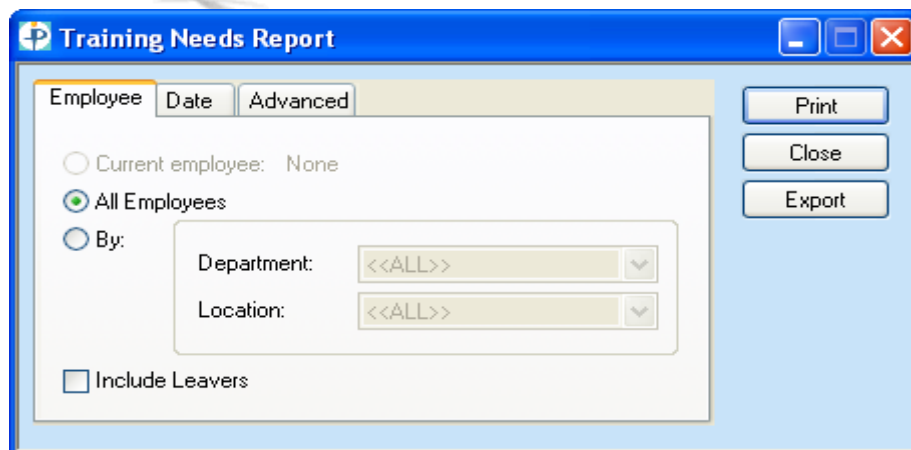 Training Needs Report
Employee Date Advanced
Current employee: None
All Employees
By:
Department: <<ALL>>
Location: <<ALL>>
Include Leavers
Print
Close
Export